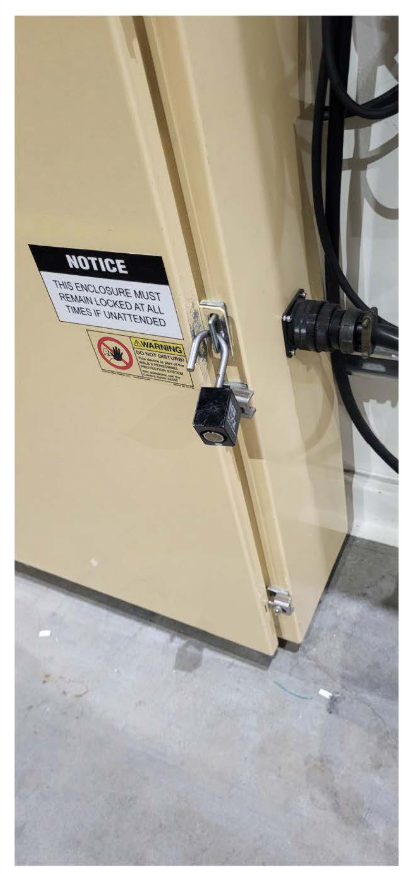 NOTICE
THIS ENCLOSURE MUST
REMAIN LOCKED AT ALL
TIMES IF UNATTENDED
WARNING
DO NOT DISTURB!